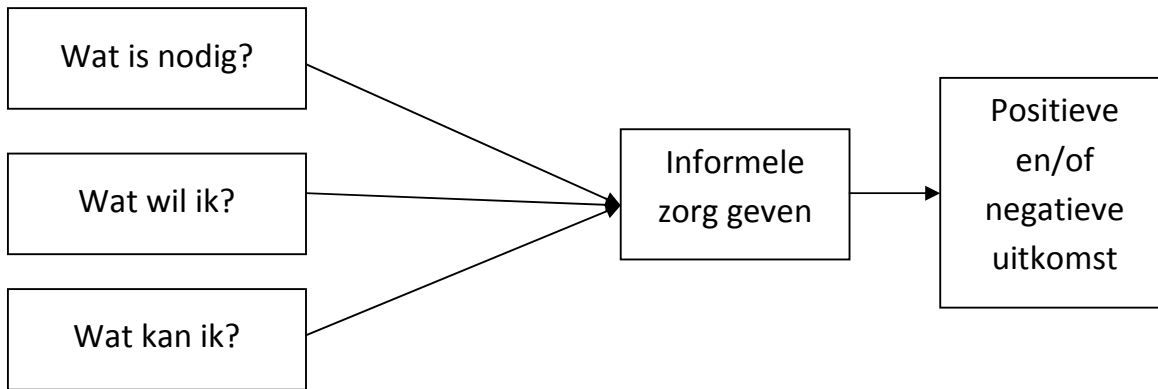 Wat is nodig?
Wat wil ik?
Wat kan ik?
Informele
zorg geven
Positieve
en/of
negatieve
uitkomst